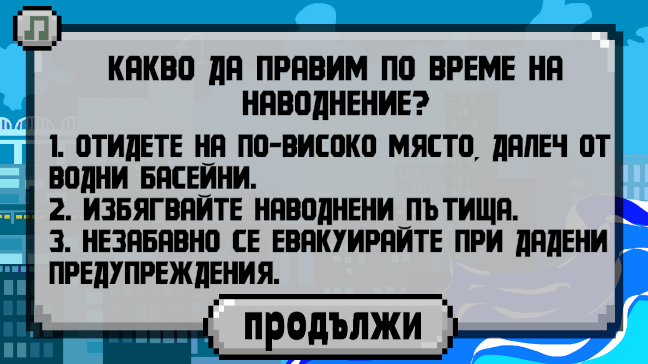 КАКВО ДА ПРАВИМ ПО ВРЕМЕ НА
НАВОДНЕНИЕ?
1. ОТИДЕТЕ НА ПО-ВИСОКО МЯСТО, ДАЛЕЧ ОТ
ВОДНИ БАСЕЙНИ.
2. ИЗБЯГВАЙТЕ НАВОДНЕНИ ПЪТИЩА.
3. НЕЗАБАВНО СЕ ЕВАКУИРАЙТЕ ПРИ ДАДЕНИ
ПРЕДУПРЕЖДЕНИЯ.
ПРОДЪЛЖИ